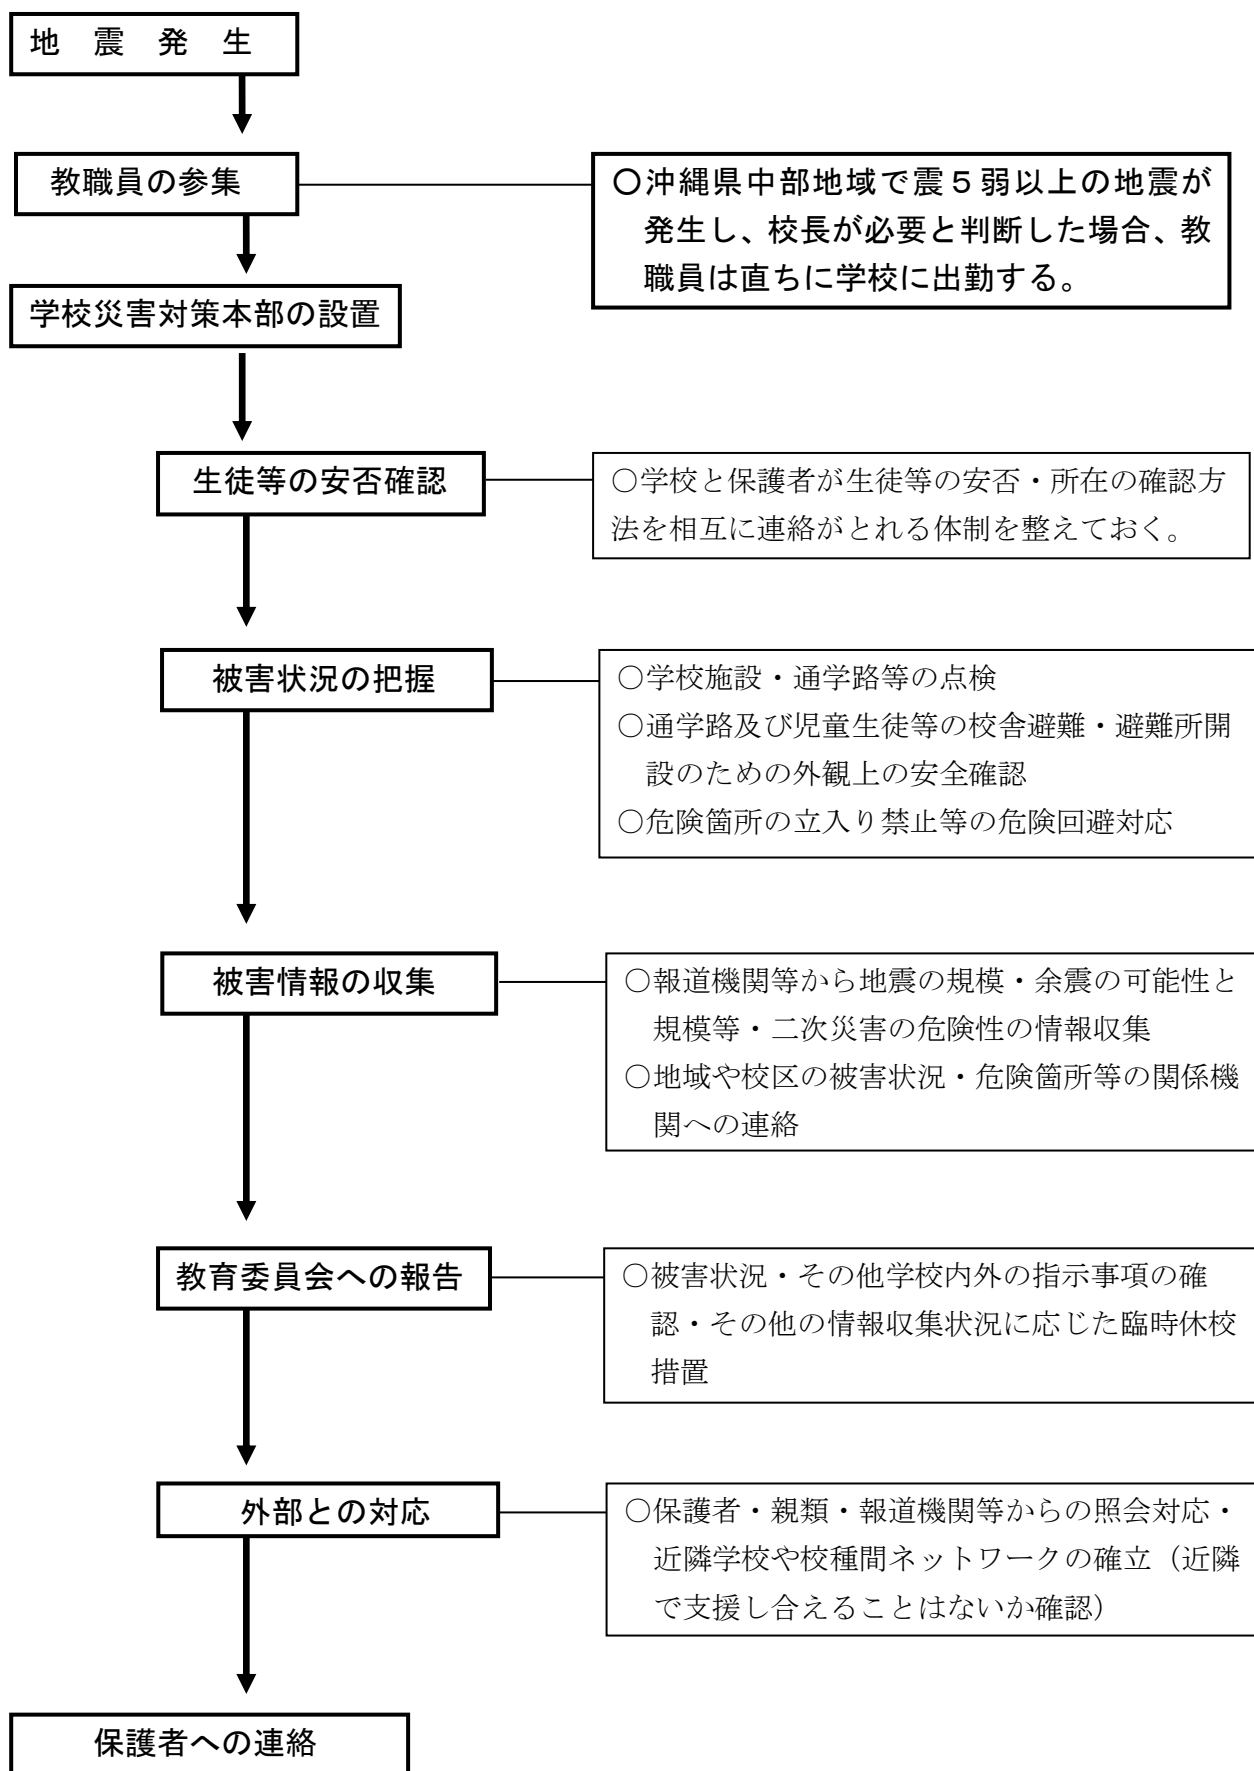 地　震　発　生
教職員の参集
〇沖縄県中部地域で震５弱以上の地震が
発生し、校長が必要と判断した場合、教
職員は直ちに学校に出勤する。
学校災害対策本部の設置
生徒等の安否確認
○学校と保護者が生徒等の安否・所在の確認方
法を相互に連絡がとれる体制を整えておく。
被害状況の把握
○学校施設・通学路等の点検
○通学路及び児童生徒等の校舎避難・避難所開
設のための外観上の安全確認
○危険箇所の立入り禁止等の危険回避対応
被害情報の収集
○報道機関等から地震の規模・余震の可能性と
規模等・二次災害の危険性の情報収集
○地域や校区の被害状況・危険箇所等の関係機
関への連絡
教育委員会への報告
○被害状況・その他学校内外の指示事項の確
認・その他の情報収集状況に応じた臨時休校
措置
外部との対応
○保護者・親類・報道機関等からの照会対応・
近隣学校や校種間ネットワークの確立（近隣
で支援し合えることはないか確認）
保護者への連絡